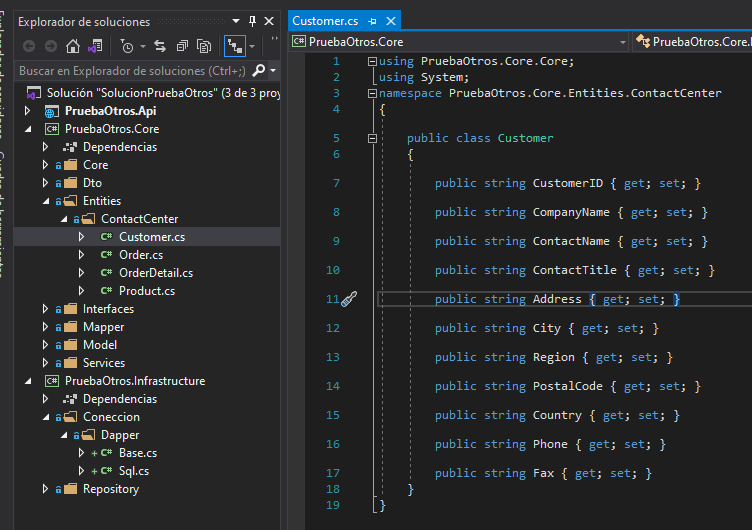 Explorador de soluciones
Buscar en Explorador de soluciones (Ctrl+;)
Solución "SolucionPruebaOtros" (3 de 3 proy
PruebaOtros.Api
PruebaOtros.Core
Dependencias
Core
Dto
Entities
ContactCenter
Customer.cs
Order.cs
OrderDetail.cs
Product.cs
Interfaces
Mapper
Model
Services
PruebaOtros.Infrastructure
Dependencias
Coneccion
Dapper
Base.cs
Sql.cs
Repository
Customer.cs
PruebaOtros.Core
PruebaOtros.Core.
1 using PruebaOtros.Core.Core;
2 using System;
3 namespace PruebaOtros.Core.Entities.ContactCenter
4 {
5 public class Customer
6 {
7 public string CustomerID { get; set; }
8 public string CompanyName { get; set; }
9 public string ContactName { get; set; }
10 public string ContactTitle { get; set; }
11 public string Address { get; set; }
12 public string City { get; set; }
13 public string Region { get; set; }
14 public string PostalCode { get; set; }
15 public string Country { get; set; }
16 public string Phone { get; set; }
17 public string Fax { get; set; }
18 }
19 }